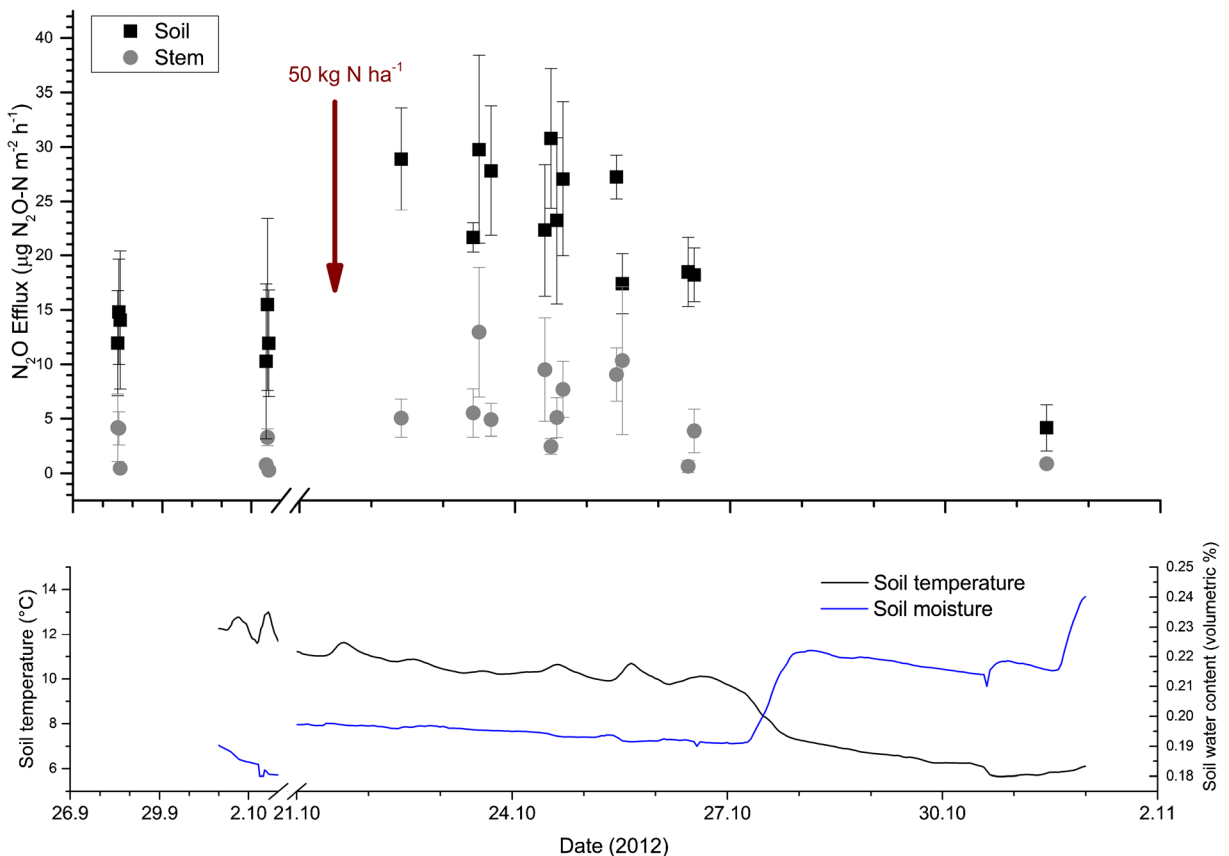 Soil
Stem
50 kg N ha⁻¹
N₂O Efflux (µg N₂O-N m⁻² h⁻¹)
40
35
30
25
20
15
10
5
0
Soil temperature
Soil moisture
Soil temperature (°C)
14
12
10
8
6
0.25
0.24
0.23
0.22
0.21
0.20
0.19
0.18
Soil water content (volumetric %)
26.9 29.9 2.10 21.10 24.10 27.10 30.10 2.11
Date (2012)